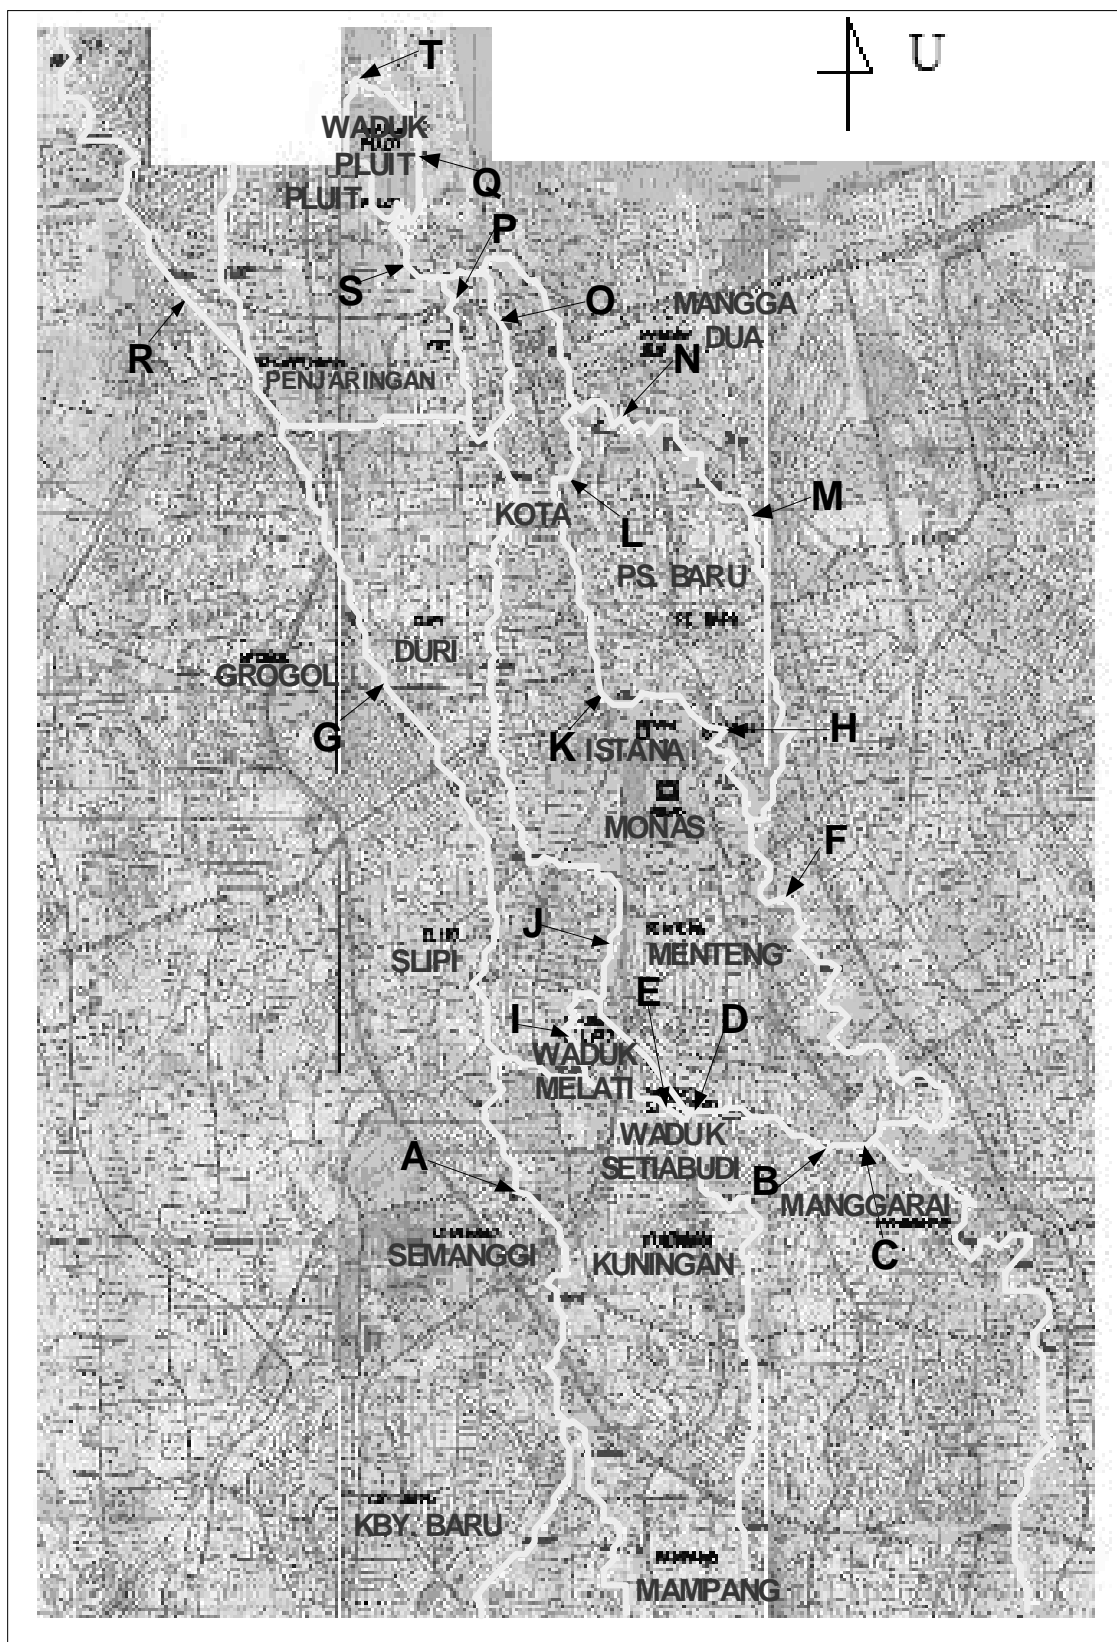 U
T
WADUK
PLUIT
PLUIT
Q
P
S
O
MANGGA
DUA
R
N
PENJARINGAN
M
KOTA
L
PS. BARU
DURI
GROGOL
G
K
ISTANA
H
MONAS
F
J
SLIPI
MENTENG
E
I
D
WADUK
MELATI
WADUK
SETIABUDI
A
B
MANGGARAI
SEMANGGI
KUNINGAN
C
KBY. BARU
MAMPANG